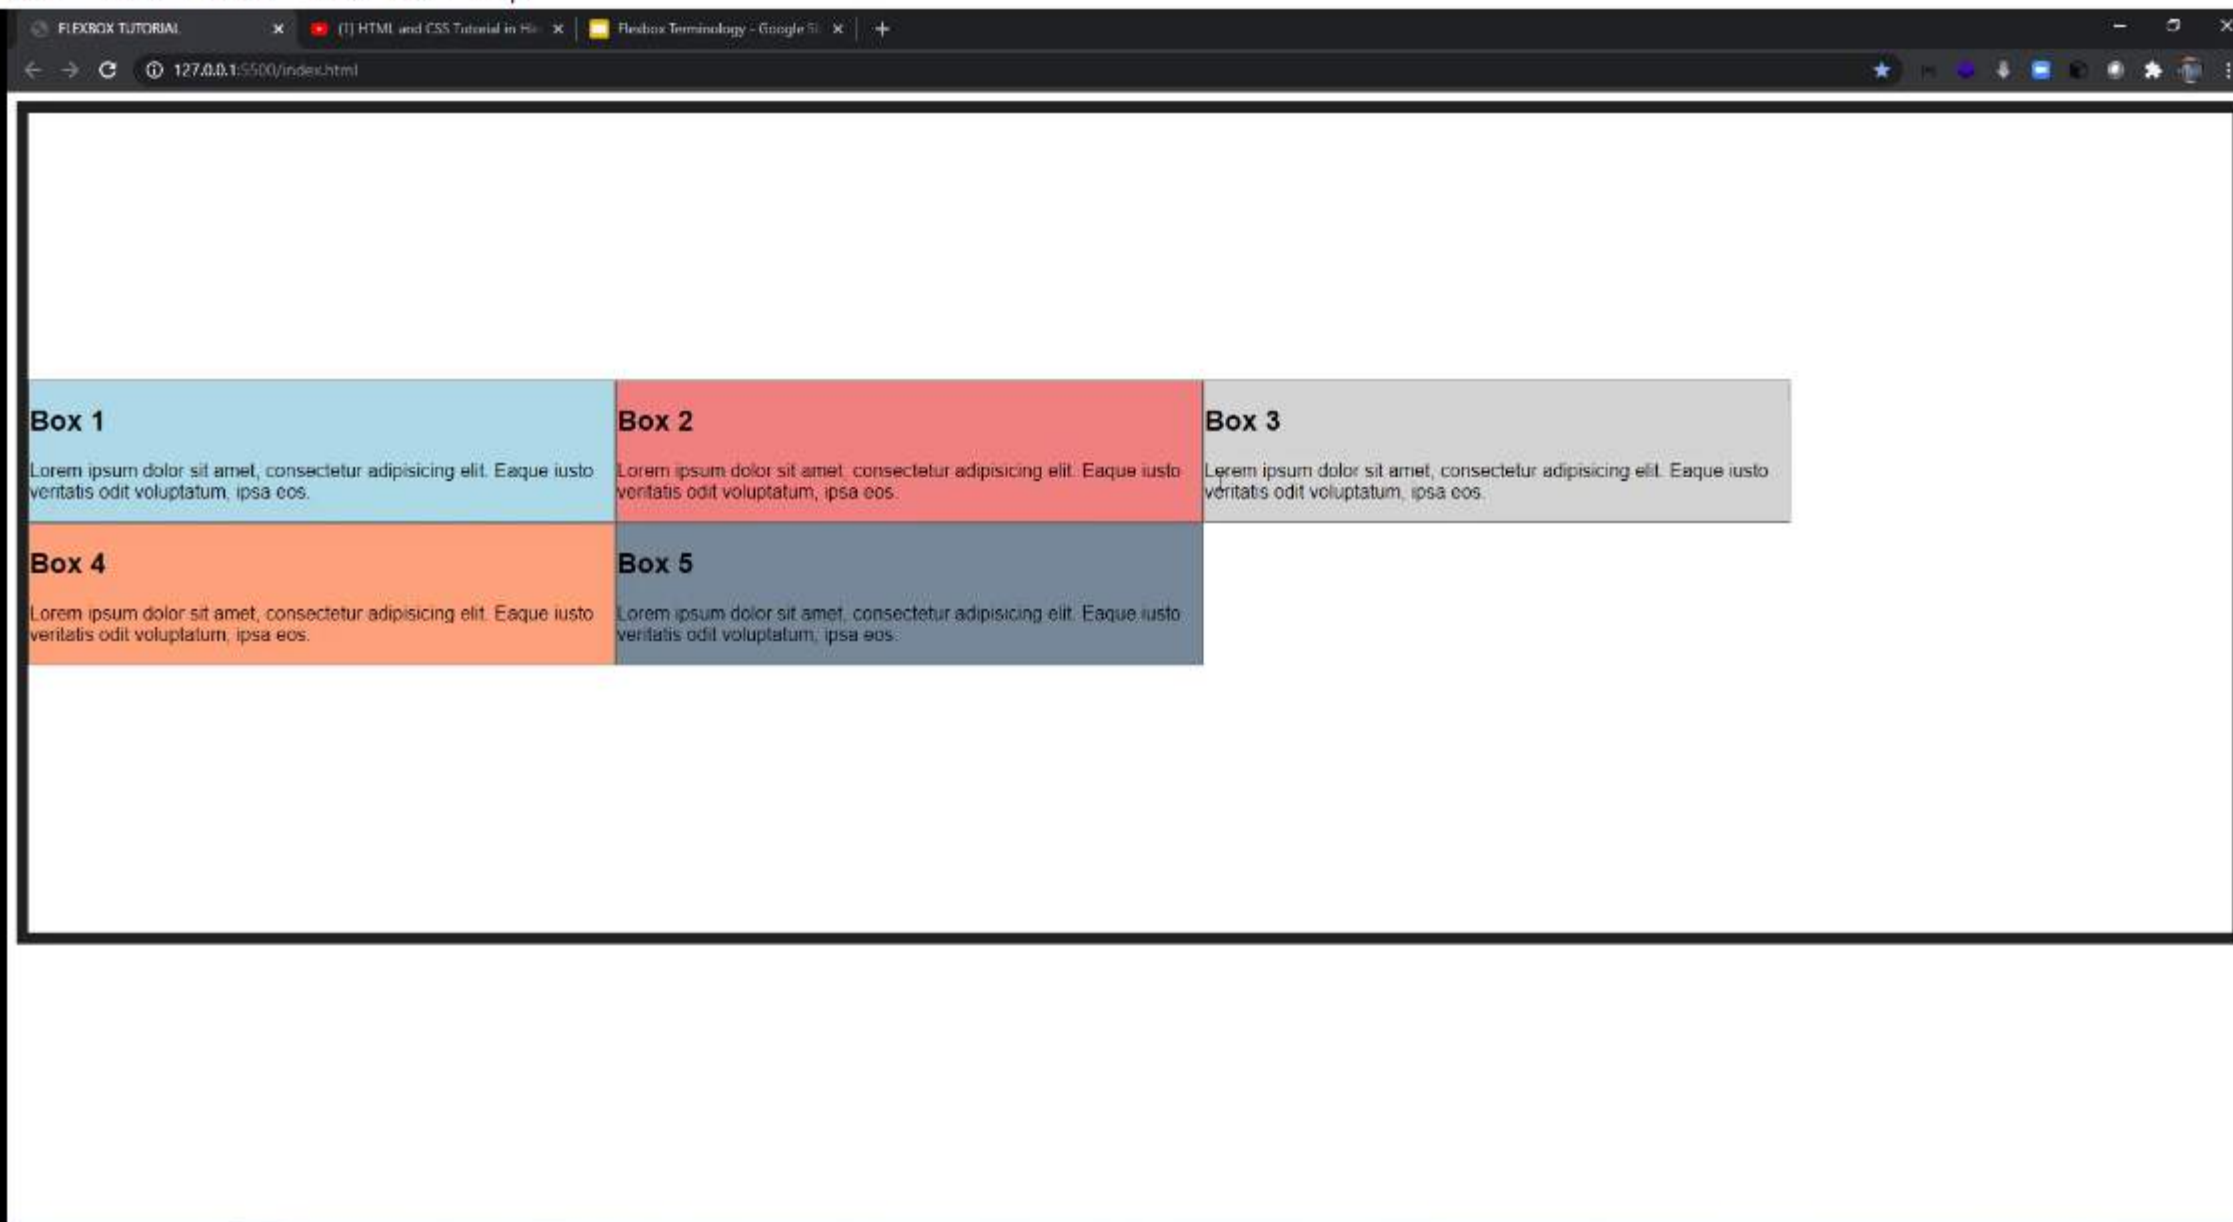 FLEXBOX TUTORIAL
(1) HTML and CSS Tutorial in Hi
Flexbox Terminology - Google Sl
127.0.0.1:5500/index.html
Box 1
Lorem ipsum dolor sit amet, consectetur adipisicing elit. Eaque iusto
veritatis odit voluptatum, ipsa eos.
Box 2
Lorem ipsum dolor sit amet, consectetur adipisicing elit. Eaque iusto
veritatis odit voluptatum, ipsa eos.
Box 3
Lorem ipsum dolor sit amet, consectetur adipisicing elit. Eaque iusto
veritatis odit voluptatum, ipsa eos.
Box 4
Lorem ipsum dolor sit amet, consectetur adipisicing elit. Eaque iusto
veritatis odit voluptatum, ipsa eos.
Box 5
Lorem ipsum dolor sit amet, consectetur adipisicing elit. Eaque iusto
veritatis odit voluptatum, ipsa eos.